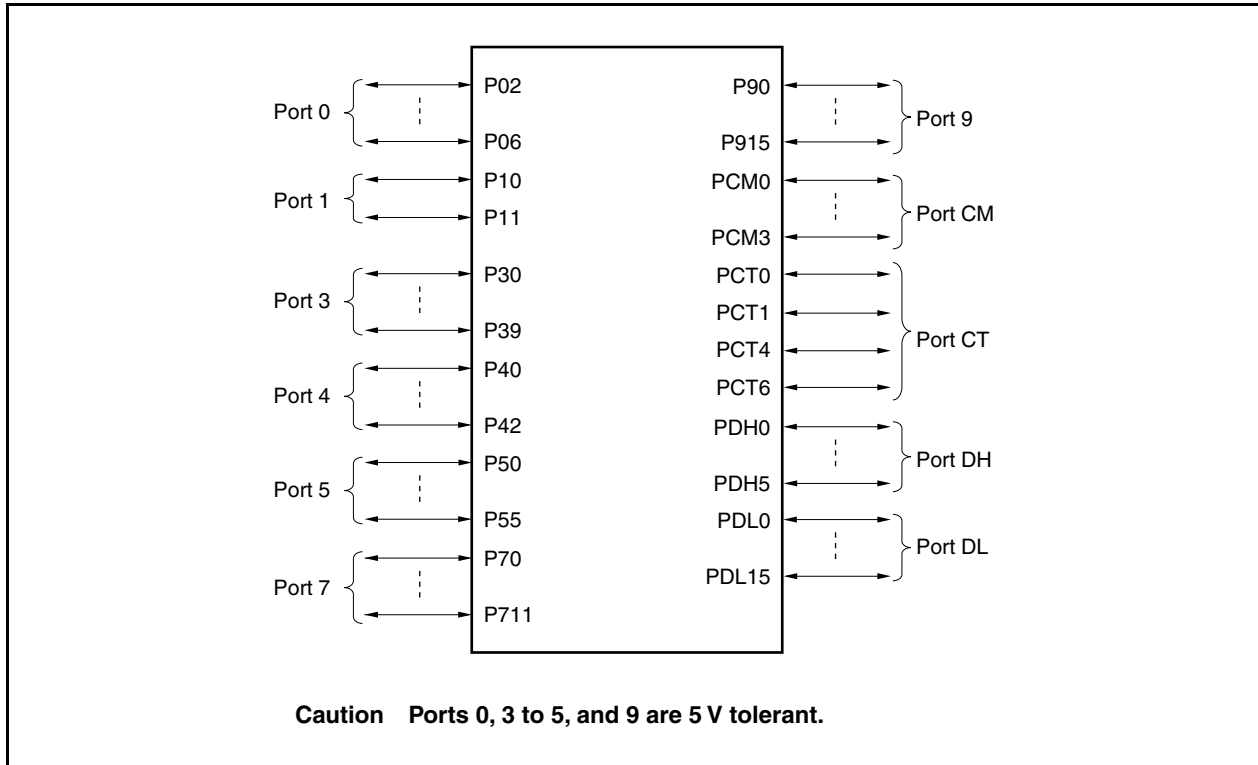 Port 0
P02
P06
Port 1
P10
P11
Port 3
P30
P39
Port 4
P40
P42
Port 5
P50
P55
Port 7
P70
P711
P90
P915
Port 9
PCM0
PCM3
Port CM
PCT0
PCT1
PCT4
PCT6
Port CT
PDH0
PDH5
Port DH
PDL0
PDL15
Port DL
Caution Ports 0, 3 to 5, and 9 are 5 V tolerant.